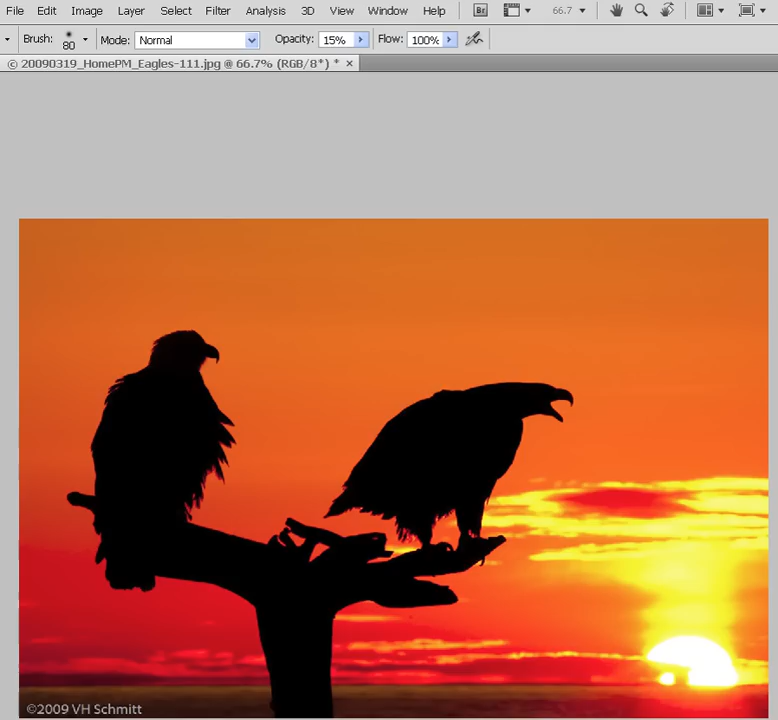 File Edit Image Layer Select Filter Analysis 3D View Window Help Br 66.7
Brush: 80 Mode: Normal Opacity: 15% Flow: 100%
© 20090319_HomePM_Eagles-111.jpg @ 66.7% (RGB/8*) * ×
©2009 VH Schmitt